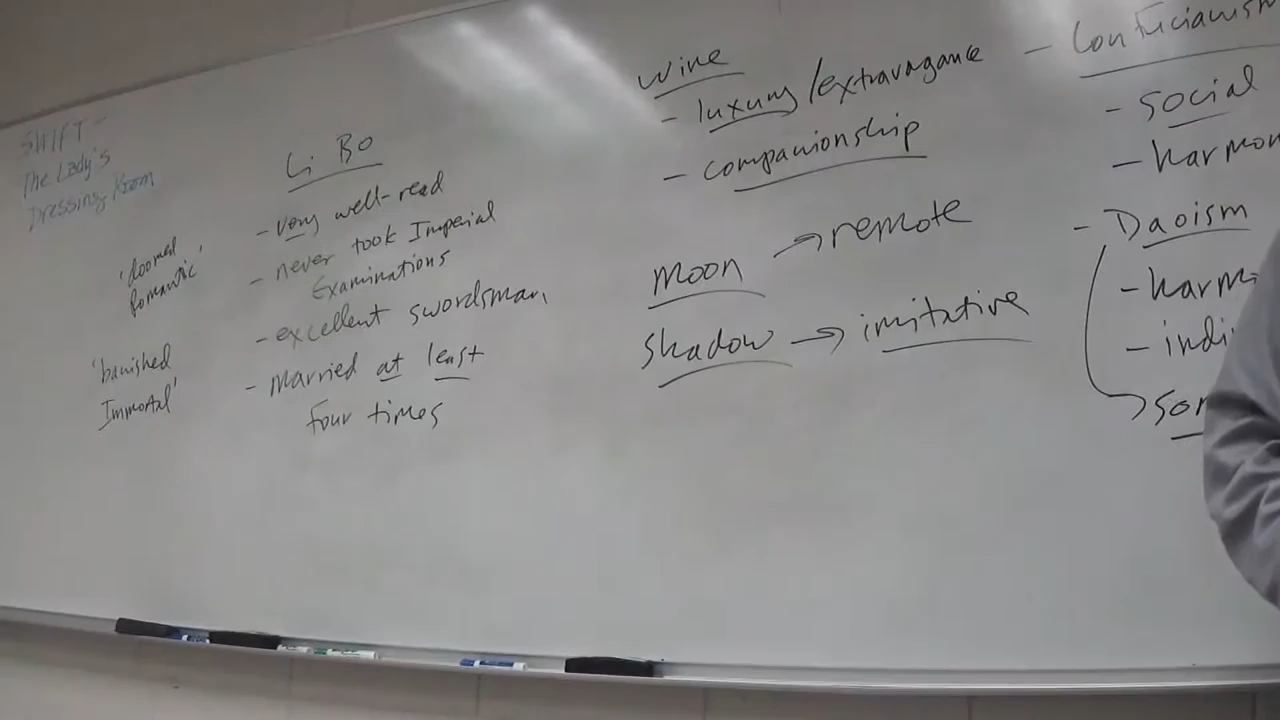 SWIFT -
The Lady's
Dressing Room
'doomed
Romantic'
'banished
Immortal'
Li Bo
- very well-read
- never took Imperial
Examinations
- excellent swordsman
- Married at least
four times
Wine
- luxury/extravagance
- companionship
moon → remote
shadow → imitative
- Confucianism
- social
- harmon
- Daoism
- harm
- indi